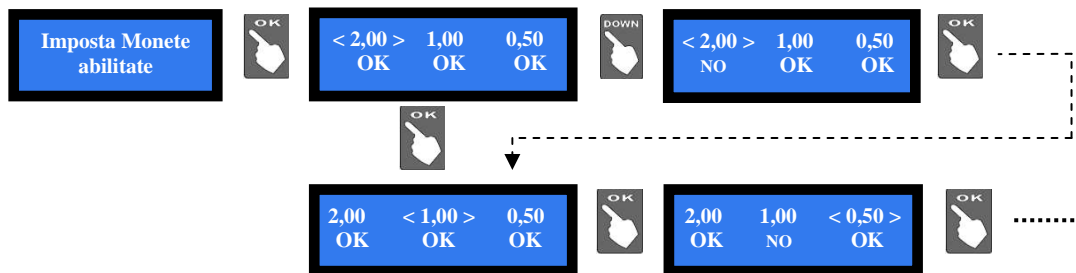 Imposta Monete
abilitate
OK
< 2,00 > 1,00 0,50
OK OK OK
DOWN
< 2,00 > 1,00 0,50
NO OK OK
OK
OK
2,00 < 1,00 > 0,50
OK OK OK
OK
2,00 1,00 < 0,50 >
OK NO OK
OK
........